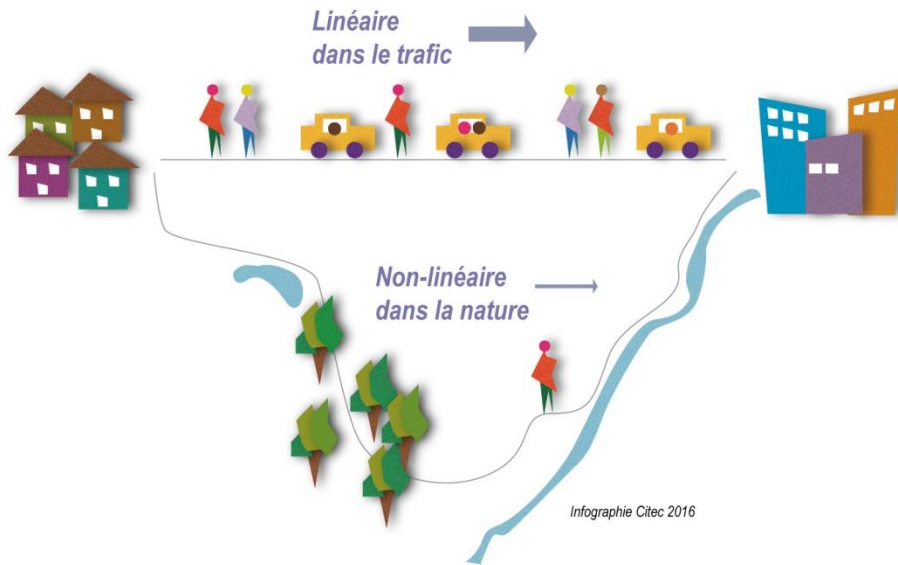 Linéaire
dans le trafic
Non-linéaire
dans la nature
Infographie Citec 2016